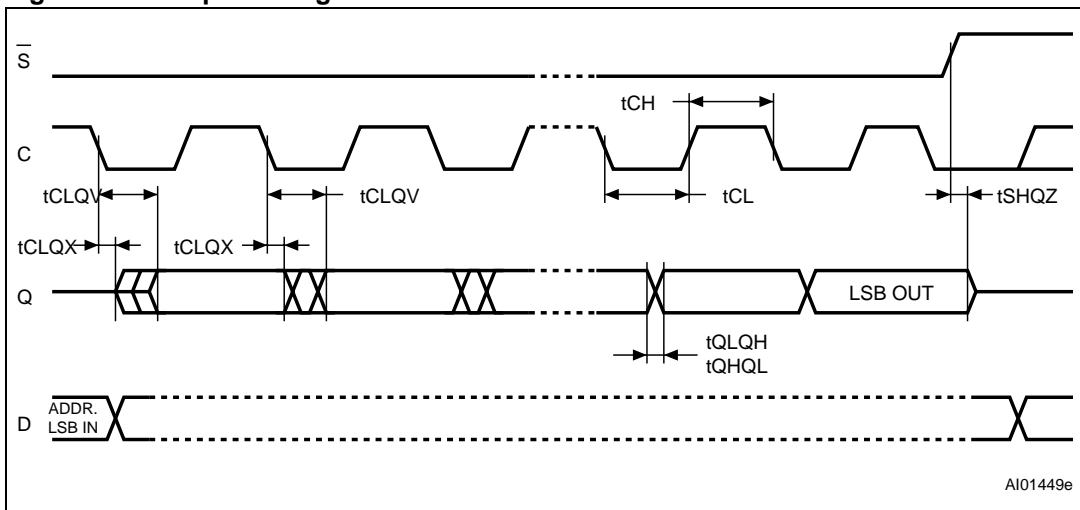 S
tCH
C
tCLQV
tCLQV
tCL
tSHQZ
tCLQX
tCLQX
Q
LSB OUT
tQLQH
tQHQL
D
ADDR.
LSB IN
AI01449e